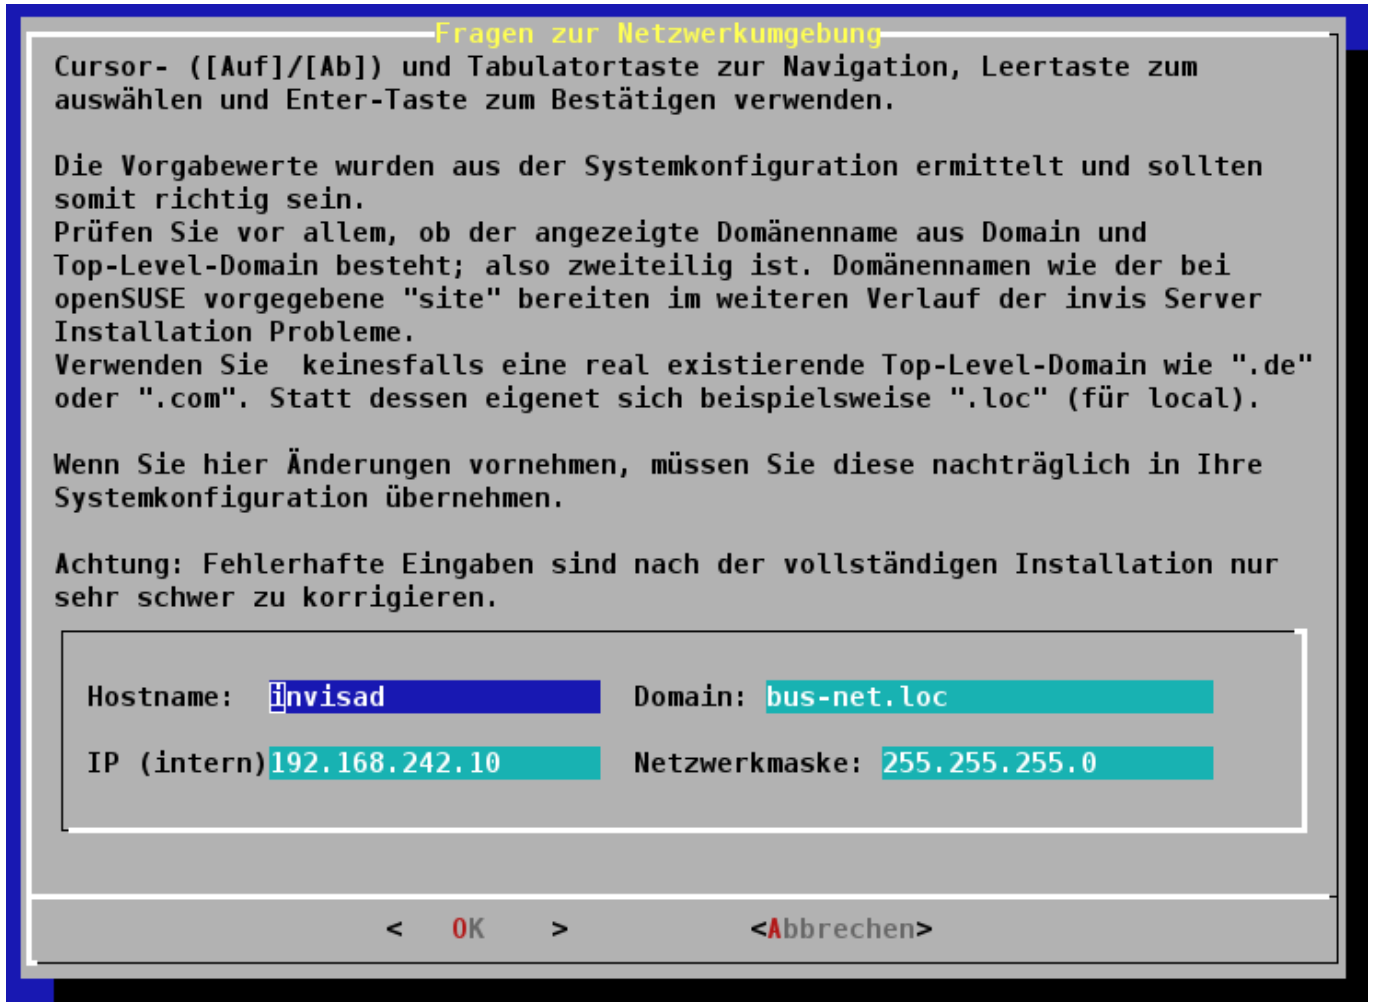 Fragen zur Netzwerkumgebung
Cursor- ([Auf]/[Ab]) und Tabulatortaste zur Navigation, Leertaste zum
auswählen und Enter-Taste zum Bestätigen verwenden.
Die Vorgabewerte wurden aus der Systemkonfiguration ermittelt und sollten
somit richtig sein.
Prüfen Sie vor allem, ob der angezeigte Domänenname aus Domain und
Top-Level-Domain besteht; also zweiteilig ist. Domänennamen wie der bei
openSUSE vorgegebene "site" bereiten im weiteren Verlauf der invis Server
Installation Probleme.
Verwenden Sie  keinesfalls eine real existierende Top-Level-Domain wie ".de"
oder ".com". Statt dessen eigenet sich beispielsweise ".loc" (für local).
Wenn Sie hier Änderungen vornehmen, müssen Sie diese nachträglich in Ihre
Systemkonfiguration übernehmen.
Achtung: Fehlerhafte Eingaben sind nach der vollständigen Installation nur
sehr schwer zu korrigieren.
Hostname: invisad Domain: bus-net.loc
IP (intern)192.168.242.10 Netzwerkmaske: 255.255.255.0
< OK > <Abbrechen>